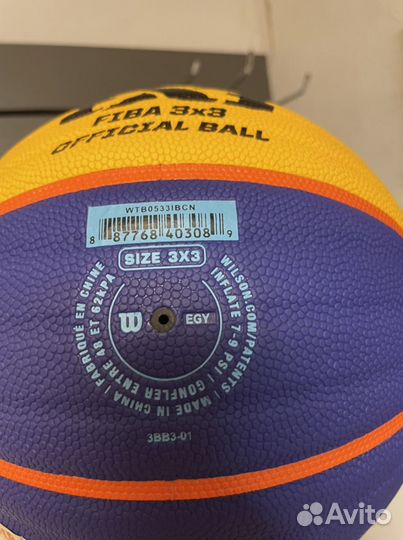 FIBA 3x3
OFFICIAL BALL
WTB0533IBCN
8 87768 40308 9
SIZE 3X3
WILSON.COM/PATENTS | MADE IN CHINA | FABRIQUÉ EN CHINE
INFLATE 7-9 PSI | GONFLER ENTRE 48 ET 62KPA
W
EGY
3BB3-01
Avito